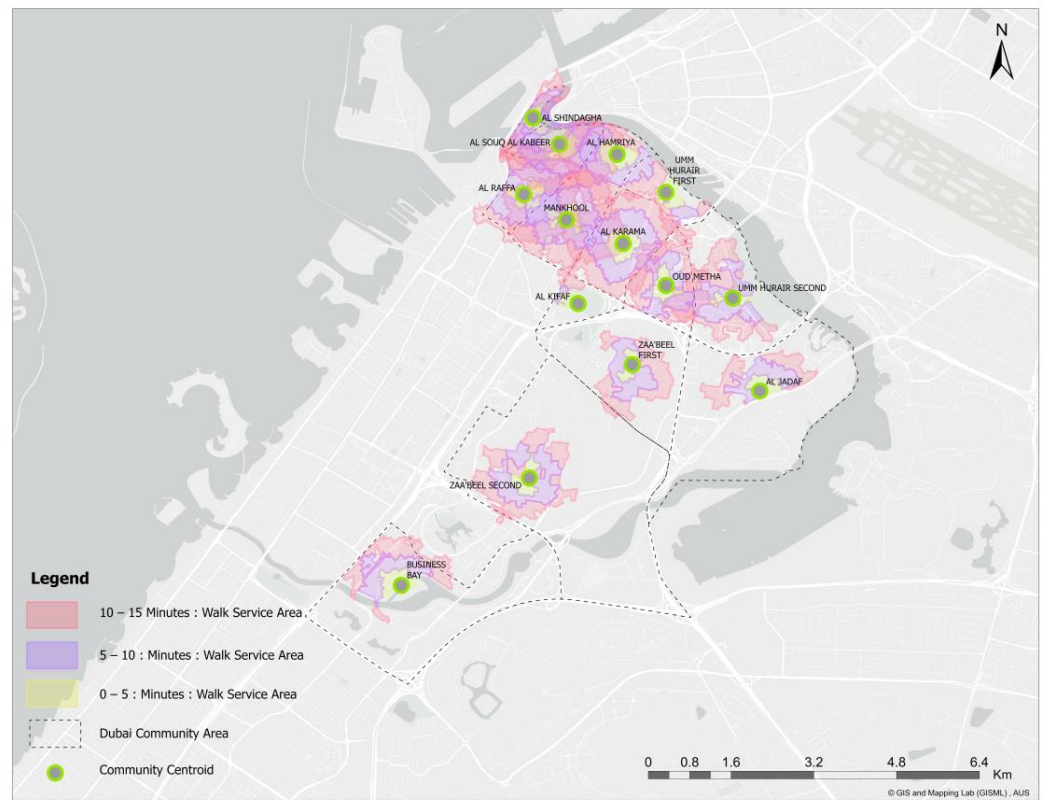 N
AL SHINDAGHA
AL SOUQ AL KABEER
AL HAMRIYA
UMM
HURAIR
FIRST
AL RAFFA
MANKHOOL
AL KARAMA
OUD METHA
UMM HURAIR SECOND
AL KIFAF
ZAA'BEEL
FIRST
AL JADAF
ZAA'BEEL SECOND
BUSINESS
BAY
Legend
10 – 15 Minutes : Walk Service Area
5 – 10 : Minutes : Walk Service Area
0 – 5 : Minutes : Walk Service Area
Dubai Community Area
Community Centroid
0 0.8 1.6 3.2 4.8 6.4
Km
© GIS and Mapping Lab (GISML) , AUS